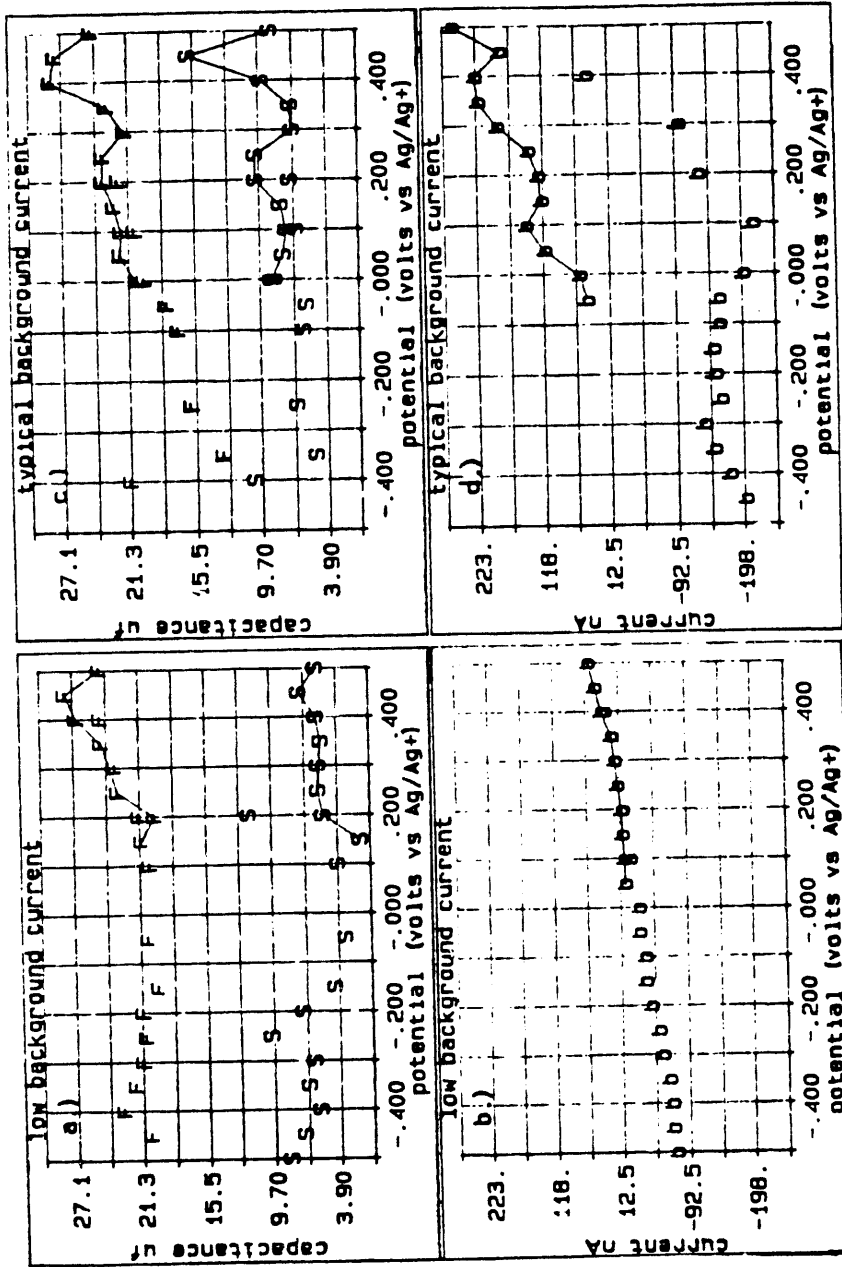 low background current
a.)
27.1
21.3
15.5
9.70
3.90
capacitance uf
-.400 -.200 -.000 .200 .400
potential (volts vs Ag/Ag+)
typical background current
c.)
27.1
21.3
15.5
9.70
3.90
capacitance uf
-.400 -.200 -.000 .200 .400
potential (volts vs Ag/Ag+)
low background current
b.)
223.
118.
12.5
-92.5
-198.
current nA
-.400 -.200 -.000 .200 .400
potential (volts vs Ag/Ag+)
typical background current
d.)
223.
118.
12.5
-92.5
-198.
current nA
-.400 -.200 -.000 .200 .400
potential (volts vs Ag/Ag+)